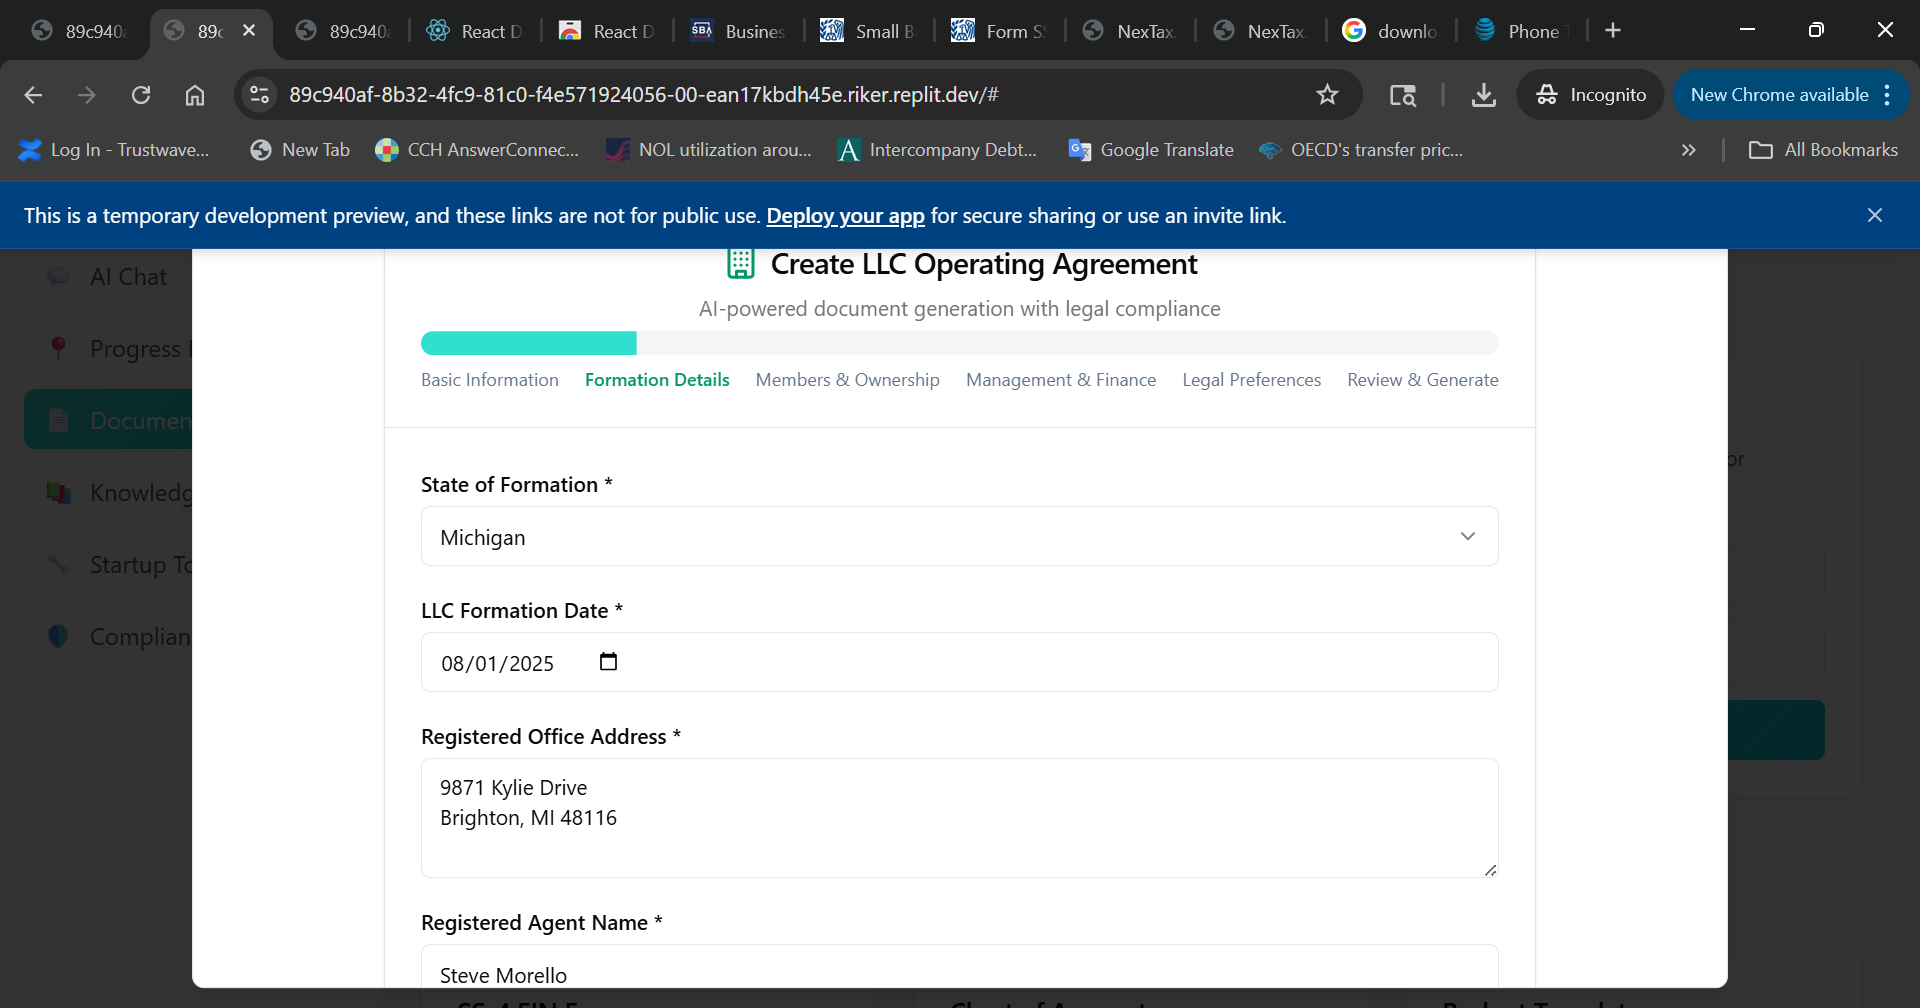 89c940a
89c
89c940a
React D
React D
SBA
Busines
Small B
Form S
NexTax.
NexTax.
downlo
Phone T
89c940af-8b32-4fc9-81c0-f4e571924056-00-ean17kbdh45e.riker.replit.dev/#
Incognito
New Chrome available
Log In - Trustwave...
New Tab
CCH AnswerConnec...
NOL utilization arou...
Intercompany Debt...
Google Translate
OECD's transfer pric...
All Bookmarks
This is a temporary development preview, and these links are not for public use. Deploy your app for secure sharing or use an invite link.
Create LLC Operating Agreement
AI-powered document generation with legal compliance
Basic Information
Formation Details
Members & Ownership
Management & Finance
Legal Preferences
Review & Generate
AI Chat
Progress
Documen
Knowledg
Startup To
Complian
or
State of Formation *
Michigan
LLC Formation Date *
08/01/2025
Registered Office Address *
9871 Kylie Drive
Brighton, MI 48116
Registered Agent Name *
Steve Morello